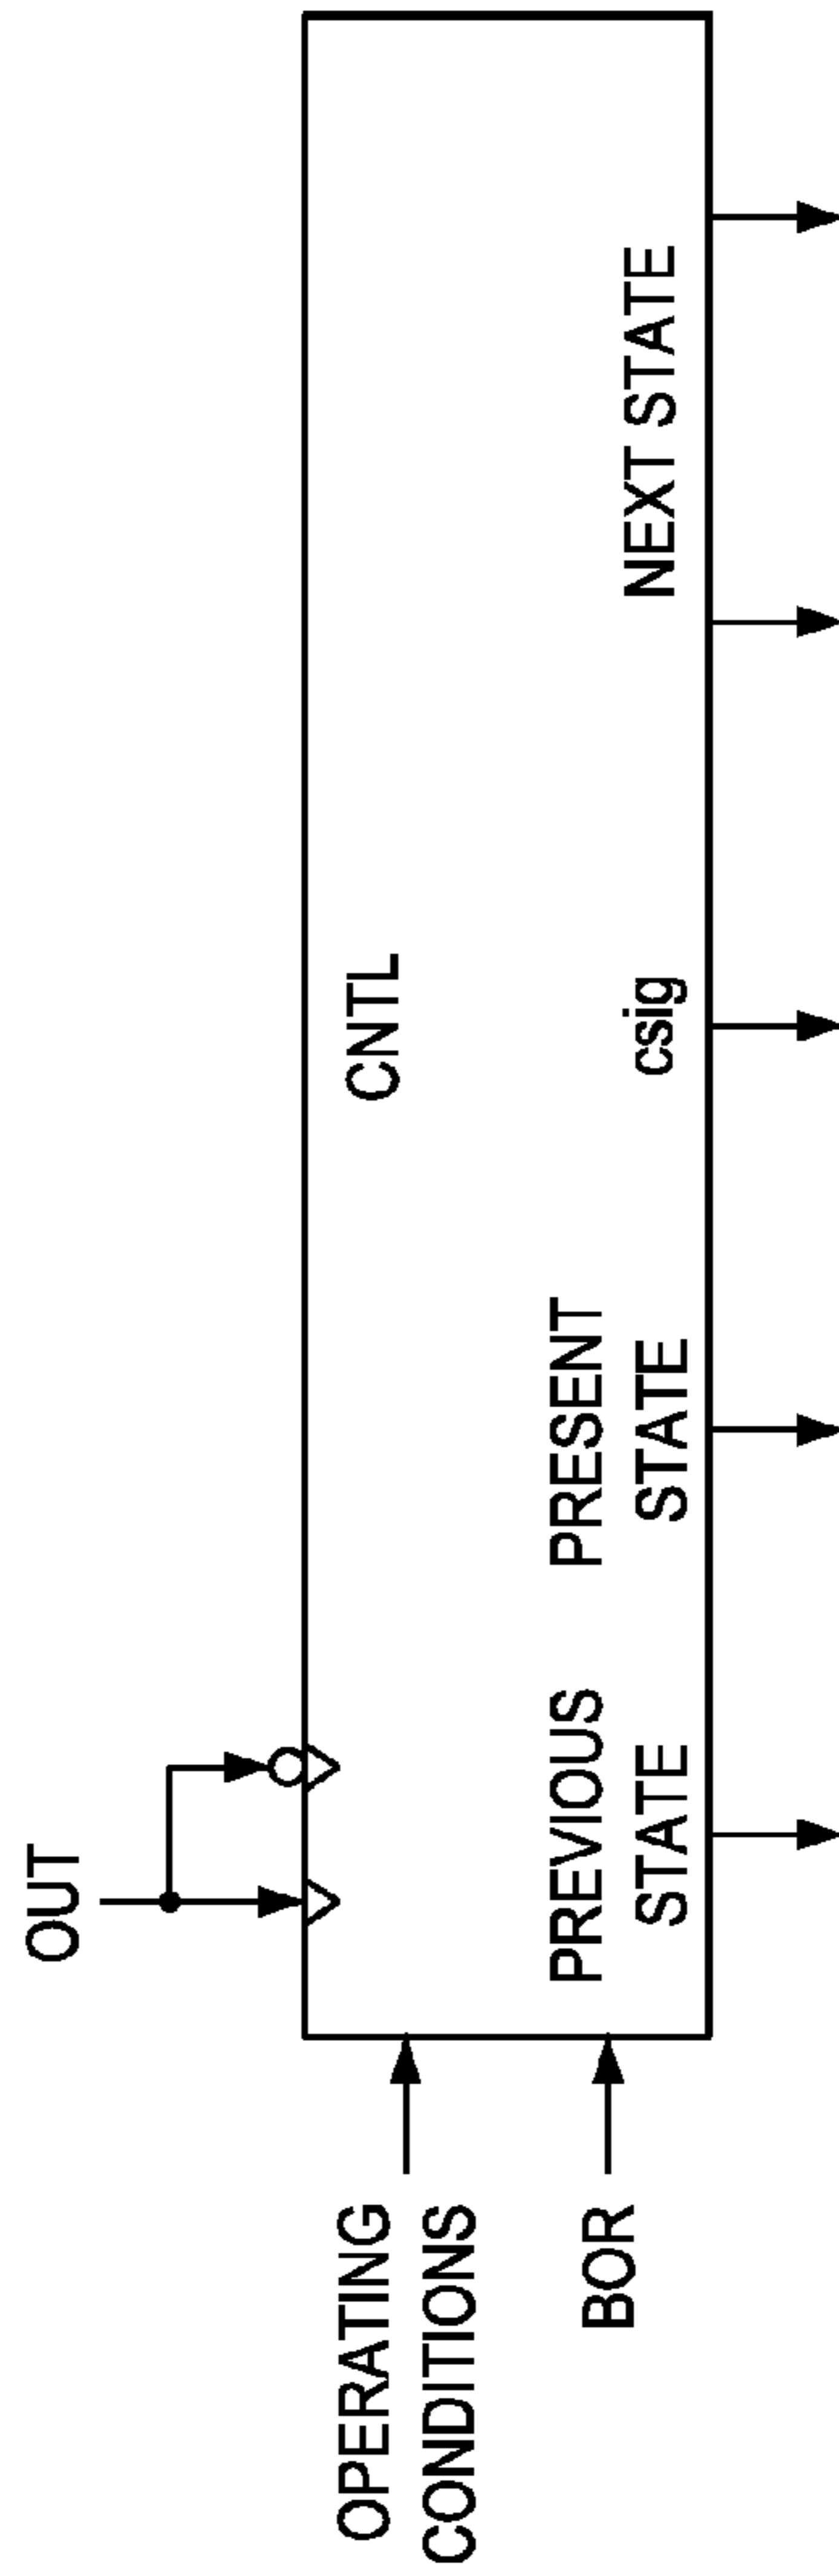 OUT
OPERATING
CONDITIONS
BOR
CNTL
PREVIOUS
STATE
PRESENT
STATE
csig
NEXT STATE